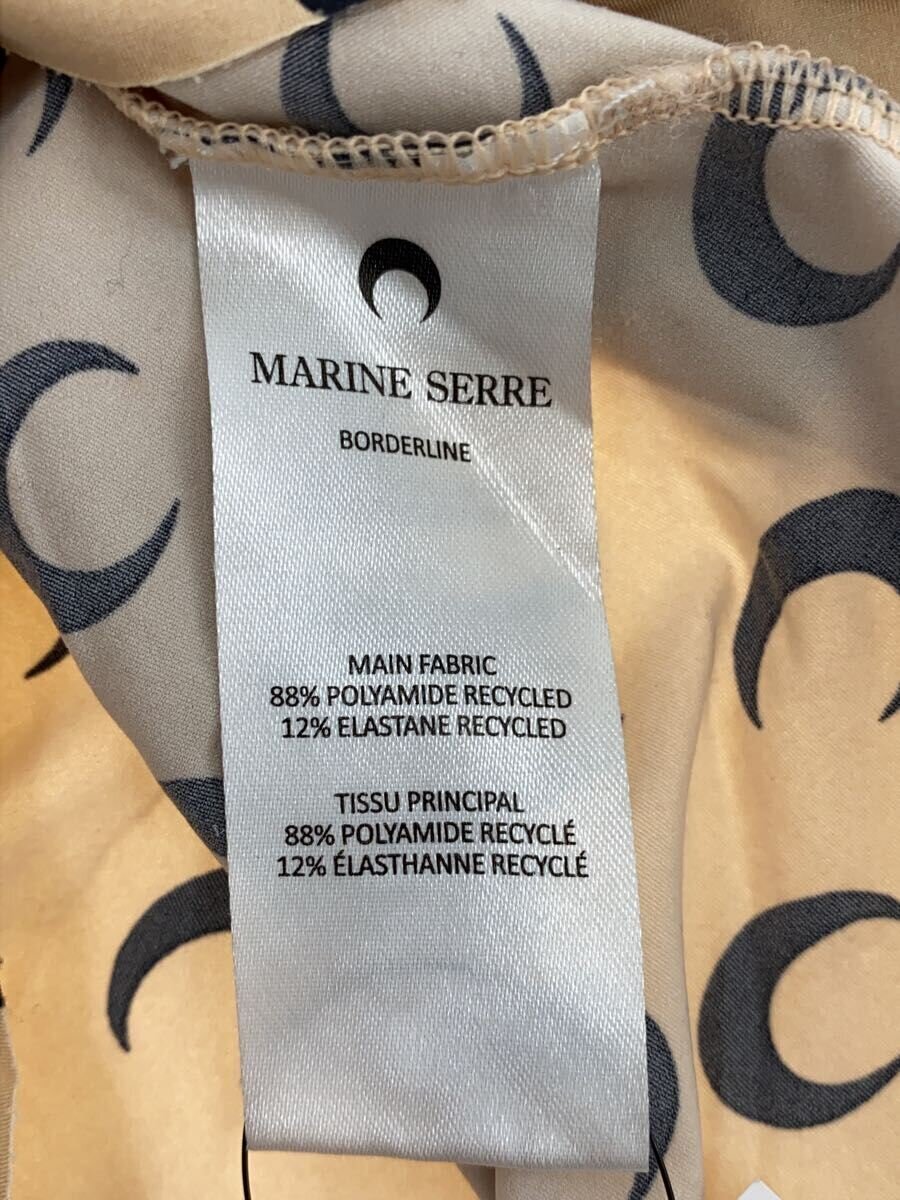 MARINE SERRE
BORDERLINE
MAIN FABRIC
88% POLYAMIDE RECYCLED
12% ELASTANE RECYCLED
TISSU PRINCIPAL
88% POLYAMIDE RECYCLÉ
12% ÉLASTHANNE RECYCLÉ